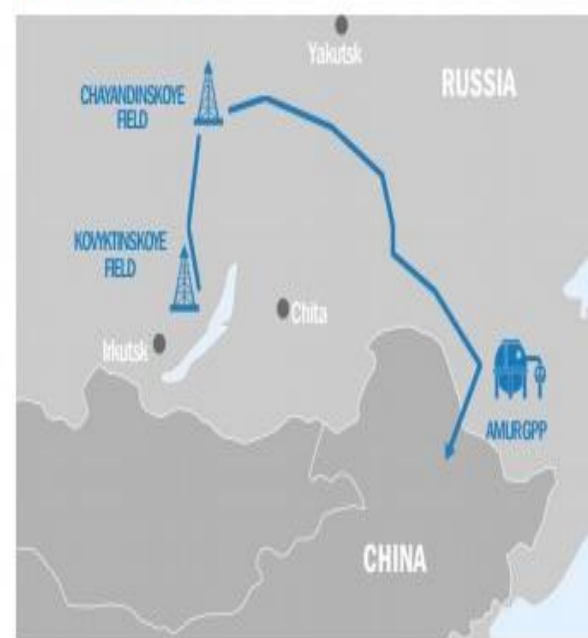 Yakutsk
RUSSIA
CHAYANDINSKOYE
FIELD
KOVYKTINSKOYE
FIELD
Chita
Irkutsk
AMUR GPP
CHINA